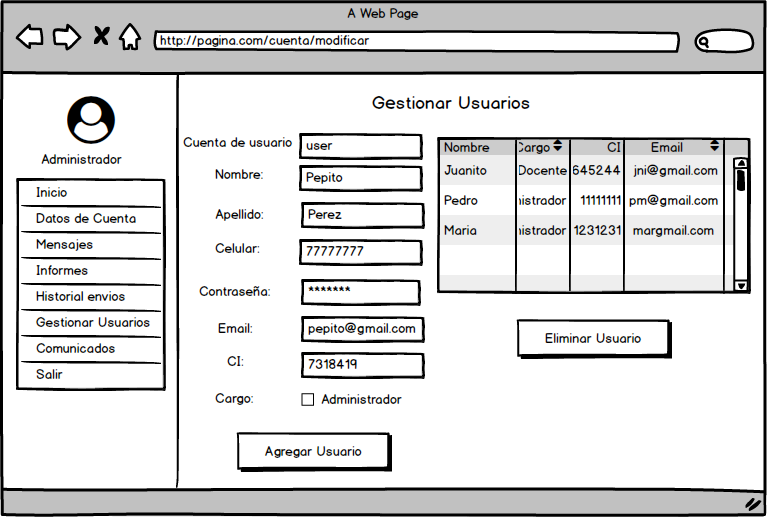 A Web Page
http://pagina.com/cuenta/modificar
Administrador
Inicio
Datos de Cuenta
Mensajes
Informes
Historial envios
Gestionar Usuarios
Comunicados
Salir
Gestionar Usuarios
Cuenta de usuario user
Nombre: Pepito
Apellido: Perez
Celular: 77777777
Contraseña: *******
Email: pepito@gmail.com
CI: 7318419
Cargo: Administrador
Agregar Usuario
Nombre Cargo CI Email
Juanito Docente 645244 jni@gmail.com
Pedro nistrador 11111111 pm@gmail.com
Maria nistrador 1231231 margmail.com
Eliminar Usuario